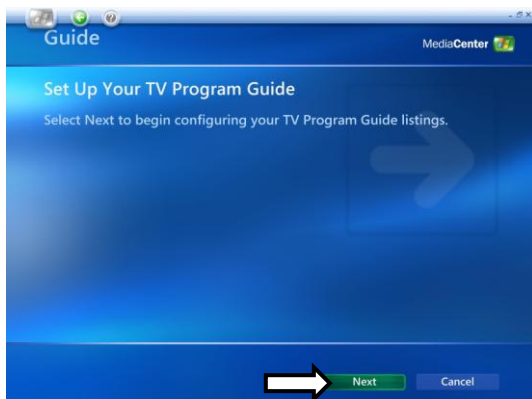 Guide
MediaCenter
Set Up Your TV Program Guide
Select Next to begin configuring your TV Program Guide listings.
Next Cancel